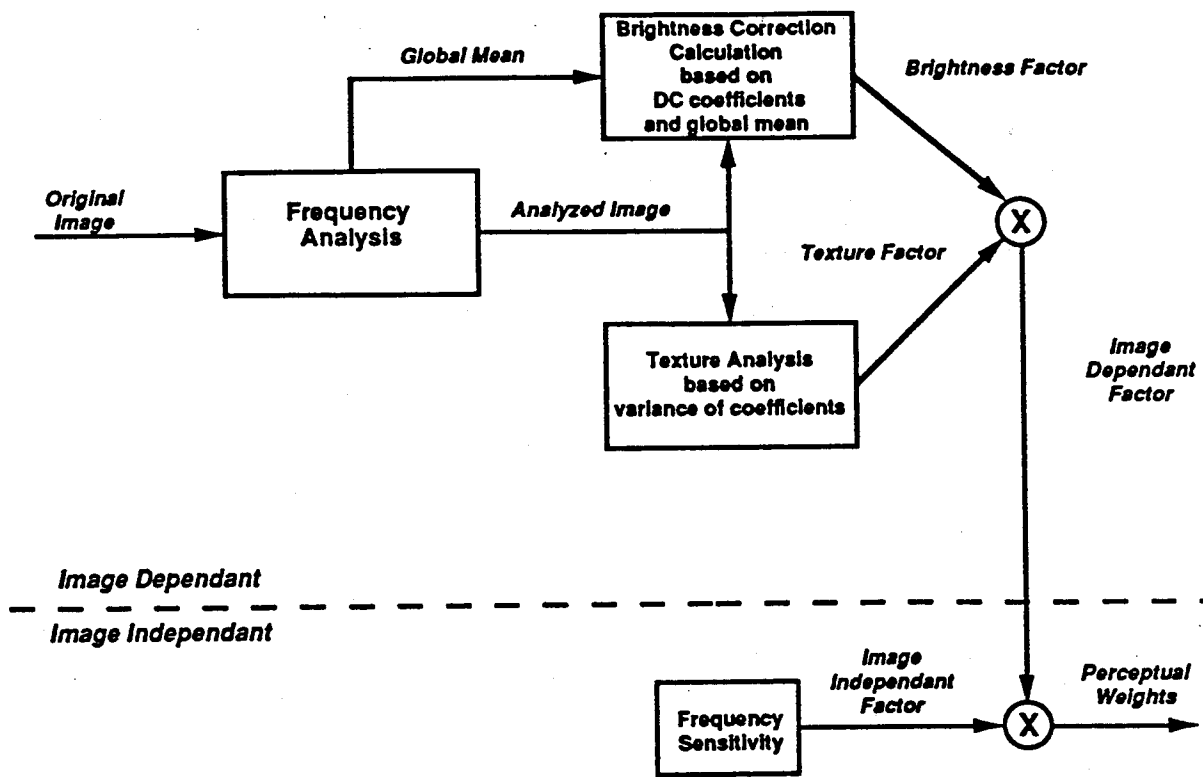 Brightness Correction
Calculation
based on
DC coefficients
and global mean
Global Mean
Brightness Factor
Original
Image
Frequency
Analysis
Analyzed Image
X
Texture Factor
Texture Analysis
based on
variance of coefficients
Image
Dependant
Factor
Image Dependant
Image Independant
Frequency
Sensitivity
Image
Independant
Factor
X
Perceptual
Weights